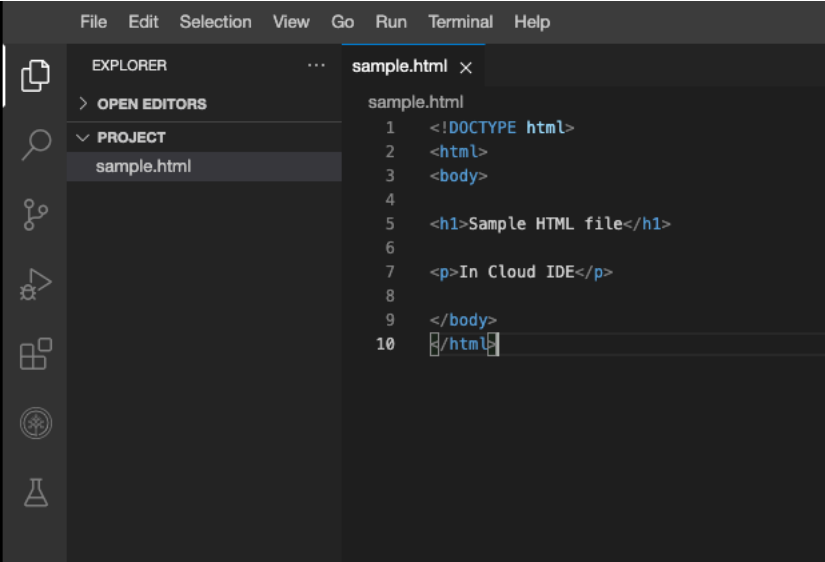 File Edit Selection View Go Run Terminal Help
EXPLORER ···
OPEN EDITORS
PROJECT
sample.html
sample.html
sample.html
1 <!DOCTYPE html>
2 <html>
3 <body>
4
5 <h1>Sample HTML file</h1>
6
7 <p>In Cloud IDE</p>
8
9 </body>
10 </html>